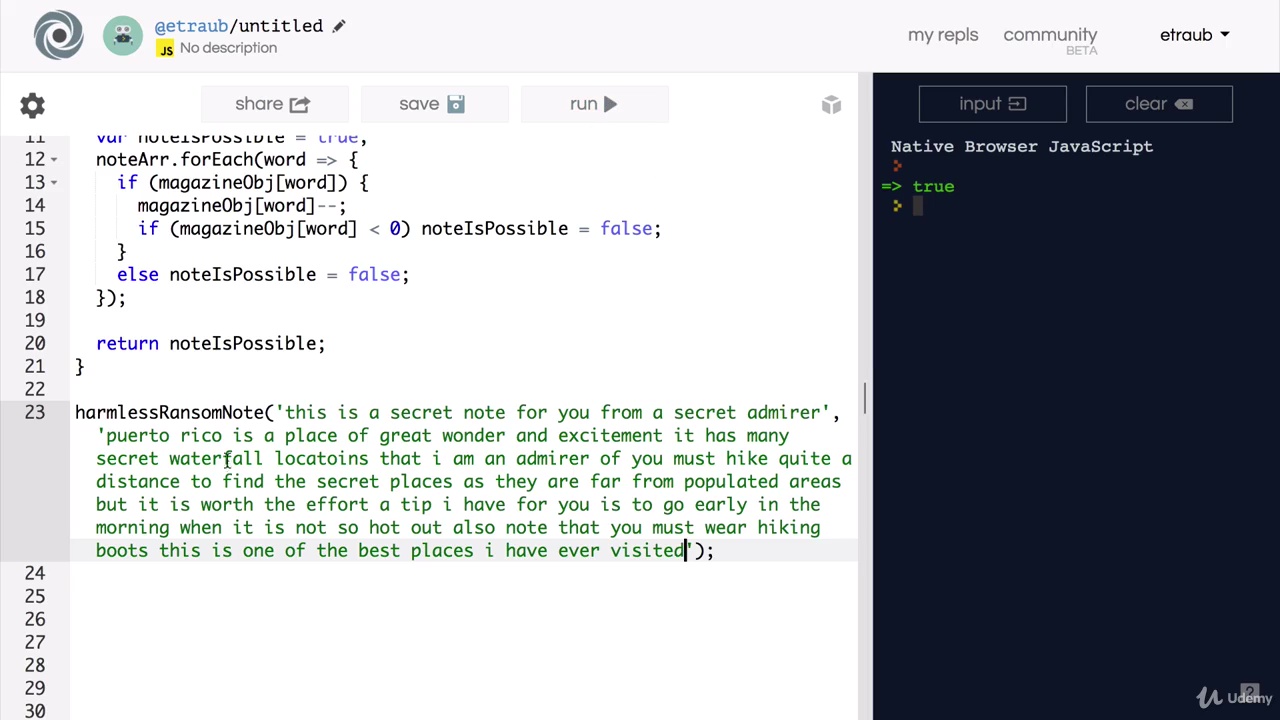 @etraub/untitled
JS No description
my repls
community
BETA
etraub
share
save
run
input
clear
11 var noteIsPossible = true,
12 noteArr.forEach(word => {
13 if (magazineObj[word]) {
14 magazineObj[word]--;
15 if (magazineObj[word] < 0) noteIsPossible = false;
16 }
17 else noteIsPossible = false;
18 });
19
20 return noteIsPossible;
21 }
22
23 harmlessRansomNote('this is a secret note for you from a secret admirer',
'puerto rico is a place of great wonder and excitement it has many
secret waterfall locatoins that i am an admirer of you must hike quite a
distance to find the secret places as they are far from populated areas
but it is worth the effort a tip i have for you is to go early in the
morning when it is not so hot out also note that you must wear hiking
boots this is one of the best places i have ever visited');
24
25
26
27
28
29
30
Native Browser JavaScript
=> true
Udemy